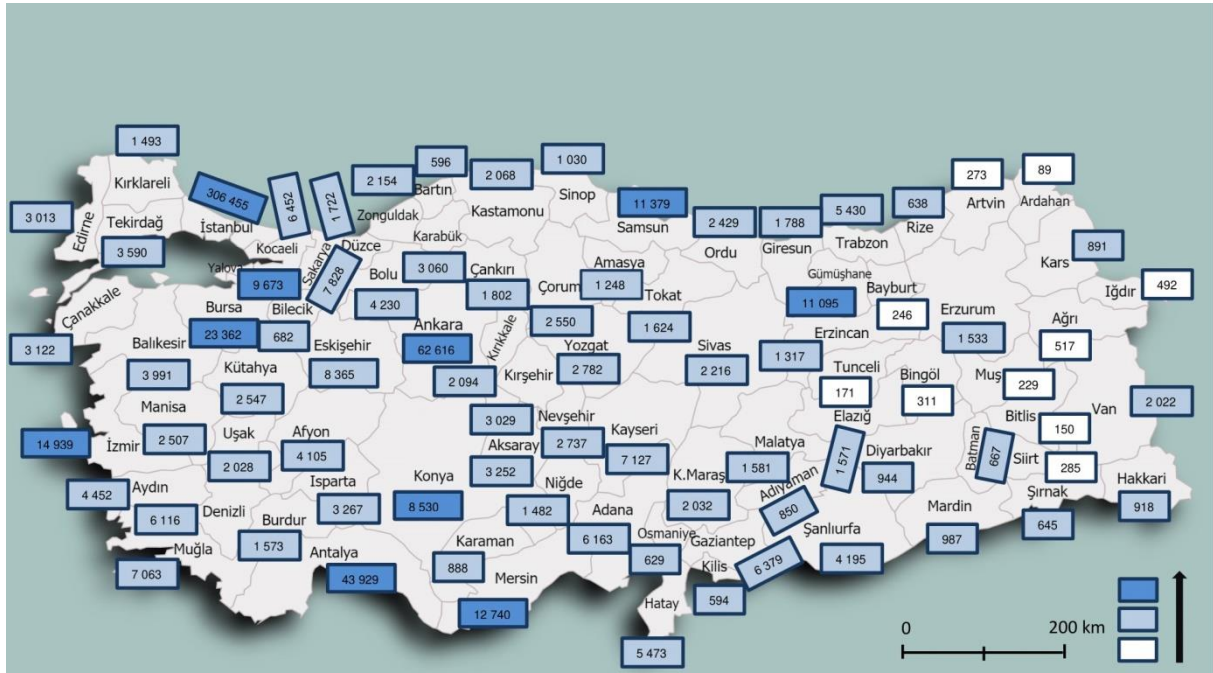 1 493
Kırklareli
3 013
Edirne
Tekirdağ
3 590
306 455
İstanbul
6 452
Kocaeli
1 722
Sakarya
Düzce
7 828
2 154
Zonguldak
596
Bartın
2 068
Kastamonu
Karabük
3 060
1 030
Sinop
11 379
Samsun
2 429
Ordu
1 788
Giresun
5 430
Trabzon
638
Rize
273
Artvin
89
Ardahan
891
Kars
492
Iğdır
Yalova
9 673
Bolu
4 230
Çankırı
1 802
Çorum
2 550
Amasya
1 248
Tokat
1 624
Gümüşhane
11 095
Bayburt
246
Erzincan
1 317
Erzurum
1 533
Ağrı
517
Çanakkale
3 122
Bursa
23 362
Bilecik
682
Eskişehir
8 365
Ankara
62 616
Kırıkkale
2 094
Kırşehir
Yozgat
2 782
Sivas
2 216
Tunceli
171
Bingöl
311
Muş
229
Bitlis
150
Van
2 022
Balıkesir
3 991
Kütahya
2 547
Manisa
2 507
14 939
İzmir
Uşak
2 028
Afyon
4 105
3 029
Nevşehir
2 737
Aksaray
3 252
Kayseri
7 127
Malatya
1 581
Elazığ
1 571
Diyarbakır
944
Batman
667
Siirt
285
Şırnak
645
Hakkari
918
4 452
Aydın
6 116
Denizli
Isparta
3 267
Burdur
1 573
Konya
8 530
Niğde
1 482
Adana
6 163
K.Maraş
2 032
Adıyaman
850
Mardin
987
Muğla
7 063
Antalya
43 929
Karaman
888
Mersin
12 740
Osmaniye
629
Gaziantep
6 379
Şanlıurfa
4 195
Kilis
594
Hatay
5 473
0
200 km